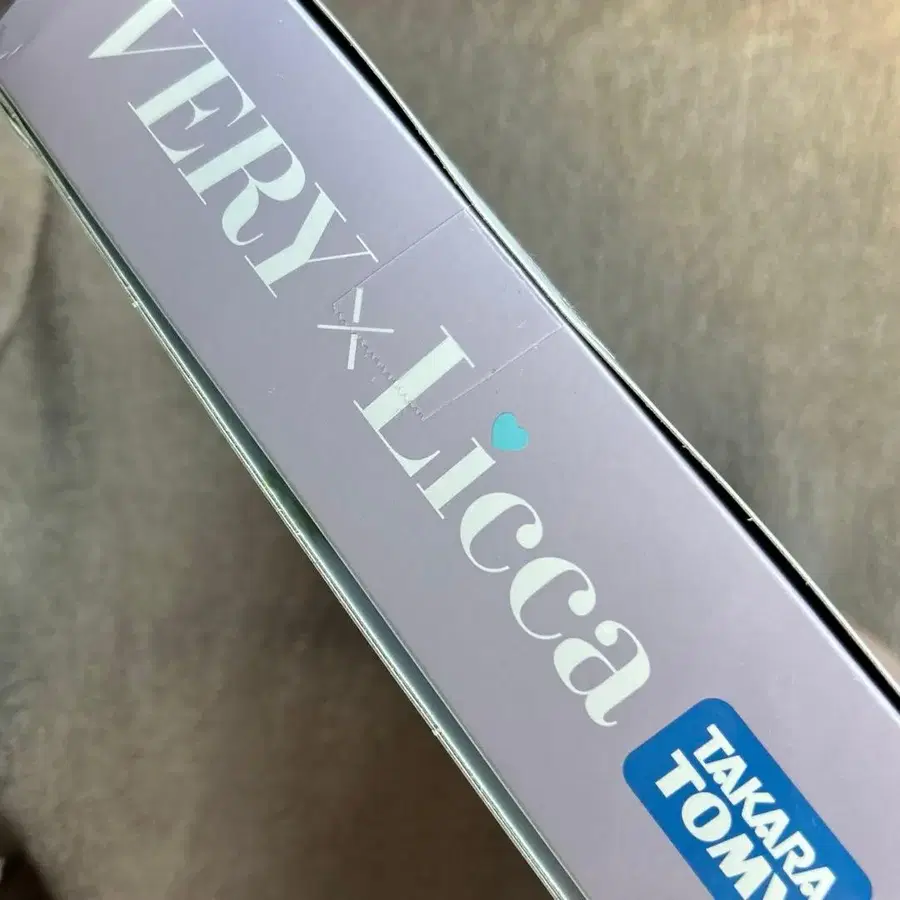 VERY × Licca
TAKARA
TOMY